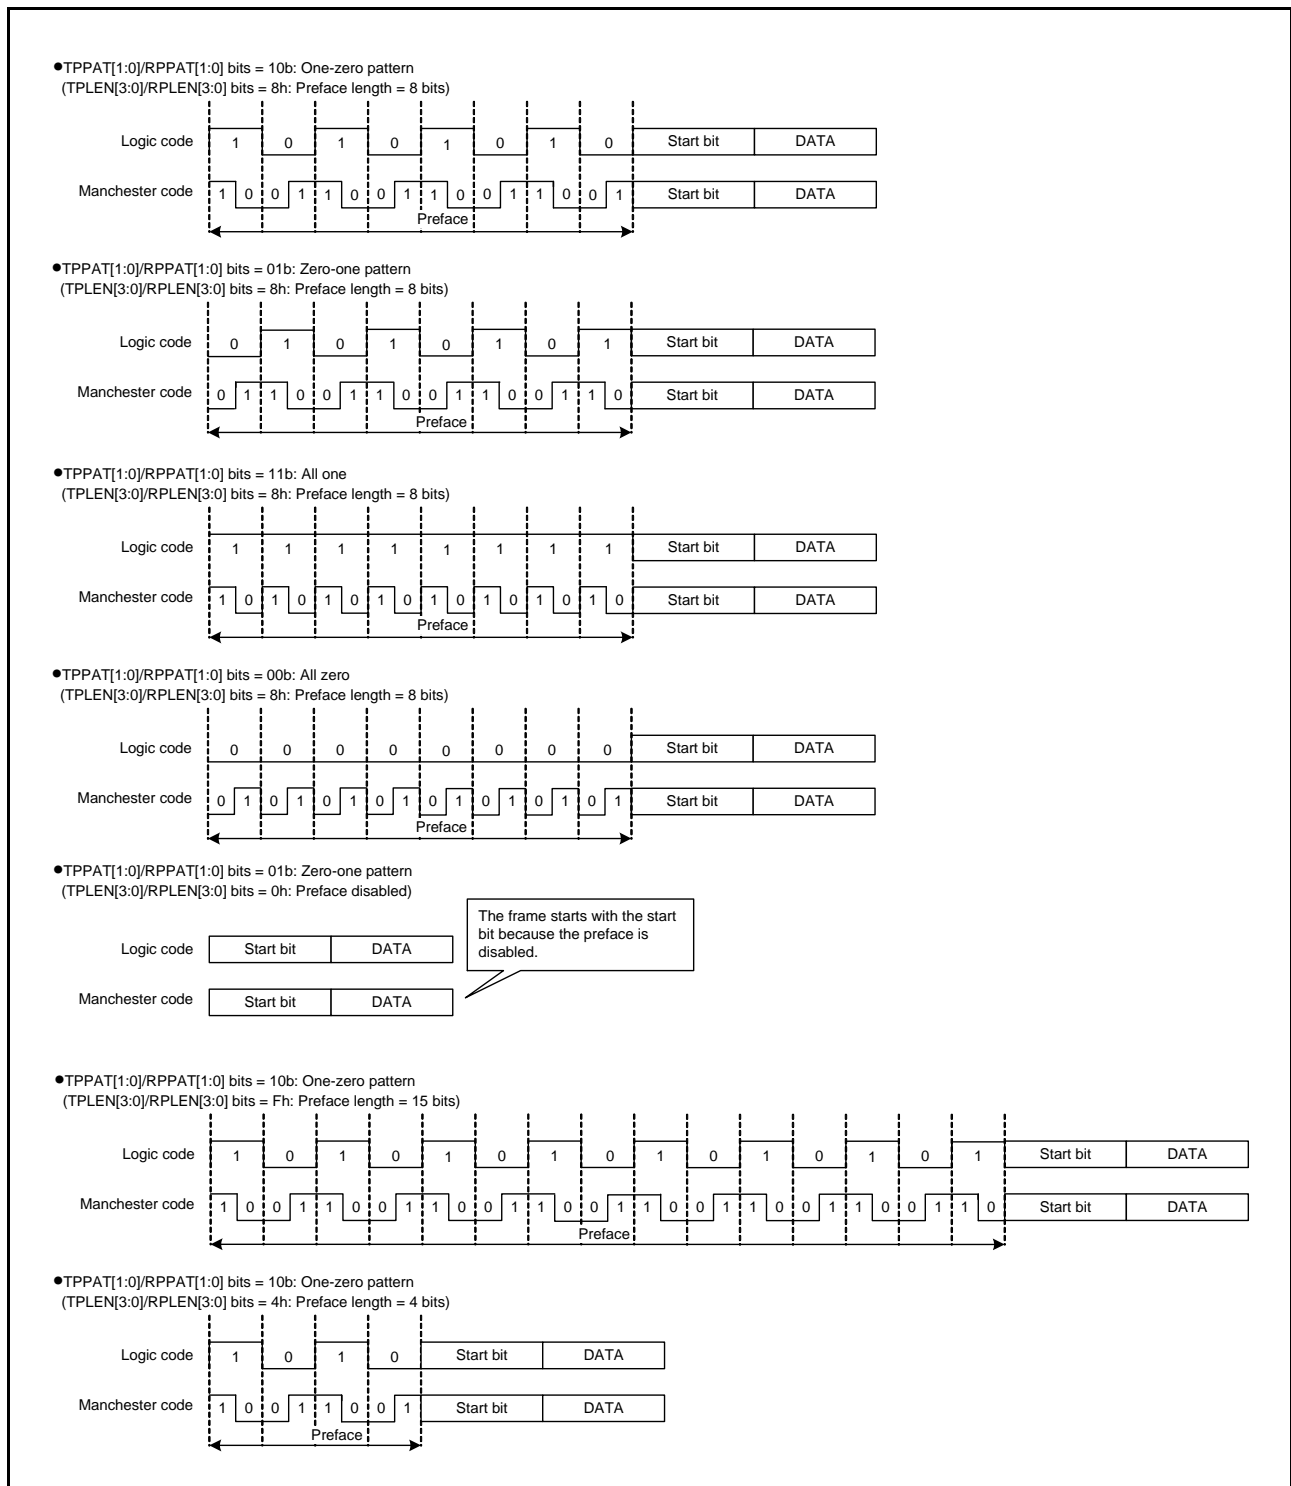 ●TPPAT[1:0]/RPPAT[1:0] bits = 10b: One-zero pattern
(TPLEN[3:0]/RPLEN[3:0] bits = 8h: Preface length = 8 bits)
Logic code 1 0 1 0 1 0 1 0 Start bit DATA
Manchester code 1 0 0 1 1 0 0 1 1 0 0 1 1 0 0 1 Start bit DATA
Preface
●TPPAT[1:0]/RPPAT[1:0] bits = 01b: Zero-one pattern
(TPLEN[3:0]/RPLEN[3:0] bits = 8h: Preface length = 8 bits)
Logic code 0 1 0 1 0 1 0 1 Start bit DATA
Manchester code 0 1 1 0 0 1 1 0 0 1 1 0 0 1 1 0 Start bit DATA
Preface
●TPPAT[1:0]/RPPAT[1:0] bits = 11b: All one
(TPLEN[3:0]/RPLEN[3:0] bits = 8h: Preface length = 8 bits)
Logic code 1 1 1 1 1 1 1 1 Start bit DATA
Manchester code 1 0 1 0 1 0 1 0 1 0 1 0 1 0 1 0 Start bit DATA
Preface
●TPPAT[1:0]/RPPAT[1:0] bits = 00b: All zero
(TPLEN[3:0]/RPLEN[3:0] bits = 8h: Preface length = 8 bits)
Logic code 0 0 0 0 0 0 0 0 Start bit DATA
Manchester code 0 1 0 1 0 1 0 1 0 1 0 1 0 1 0 1 Start bit DATA
Preface
●TPPAT[1:0]/RPPAT[1:0] bits = 01b: Zero-one pattern
(TPLEN[3:0]/RPLEN[3:0] bits = 0h: Preface disabled)
The frame starts with the start
bit because the preface is
disabled.
Logic code Start bit DATA
Manchester code Start bit DATA
●TPPAT[1:0]/RPPAT[1:0] bits = 10b: One-zero pattern
(TPLEN[3:0]/RPLEN[3:0] bits = Fh: Preface length = 15 bits)
Logic code 1 0 1 0 1 0 1 0 1 0 1 0 1 0 1 Start bit DATA
Manchester code 1 0 0 1 1 0 0 1 1 0 0 1 1 0 0 1 1 0 0 1 1 0 0 1 1 0 0 1 1 0 Start bit DATA
Preface
●TPPAT[1:0]/RPPAT[1:0] bits = 10b: One-zero pattern
(TPLEN[3:0]/RPLEN[3:0] bits = 4h: Preface length = 4 bits)
Logic code 1 0 1 0 Start bit DATA
Manchester code 1 0 0 1 1 0 0 1 Start bit DATA
Preface